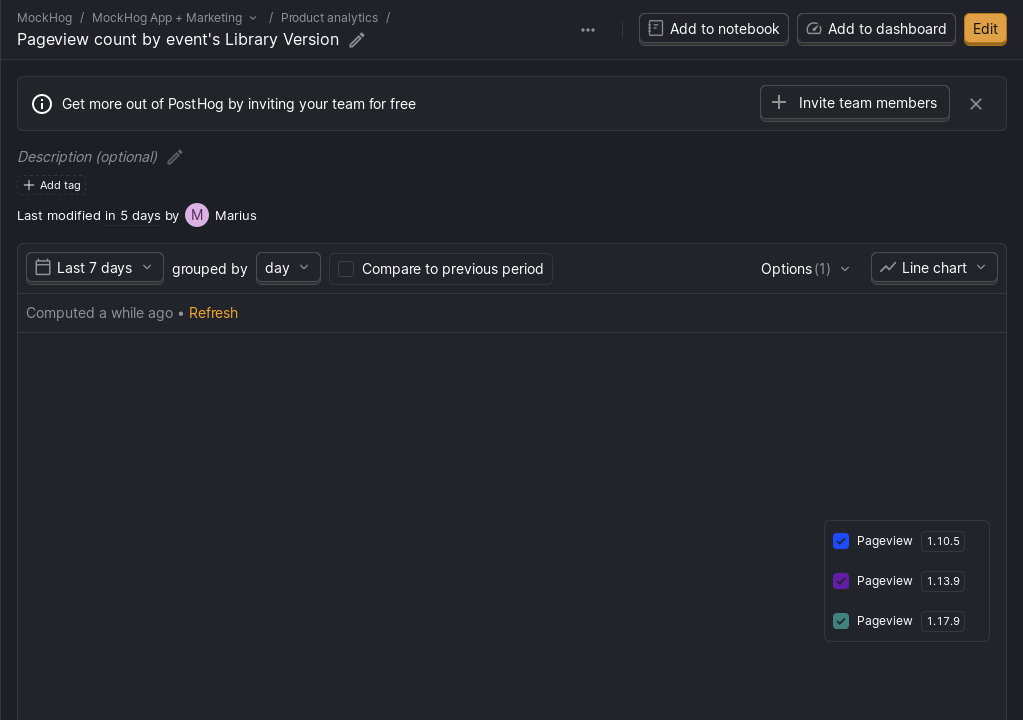 MockHog / MockHog App + Marketing / Product analytics /
Pageview count by event's Library Version
Add to notebook
Add to dashboard
Edit
Get more out of PostHog by inviting your team for free
Invite team members
Description (optional)
Add tag
Last modified in 5 days by M Marius
Last 7 days grouped by day Compare to previous period Options (1) Line chart
Computed a while ago • Refresh
Pageview 1.10.5
Pageview 1.13.9
Pageview 1.17.9